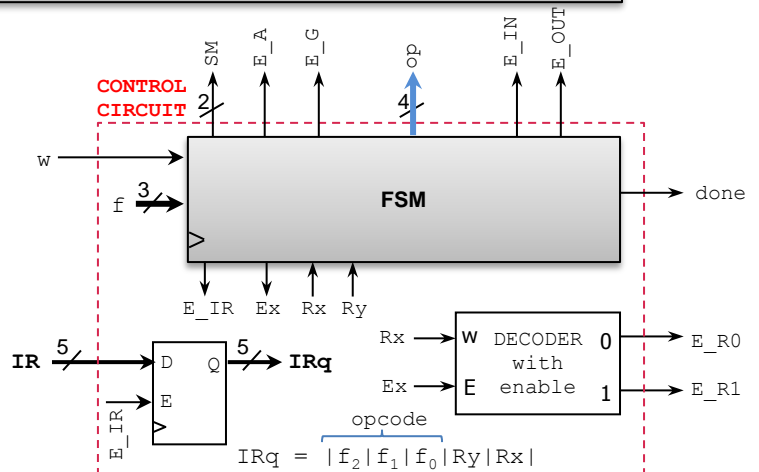 SM
E_A
E_G
op
E_IN
E_OUT
CONTROL
CIRCUIT
2
4
w
f
3
FSM
done
E_IR
Ex
Rx
Ry
IR
5
D
Q
5
IRq
E
E_IR
Rx
W
DECODER
with
enable
0
E_R0
Ex
E
1
E_R1
opcode
IRq = |f2|f1|f0|Ry|Rx|